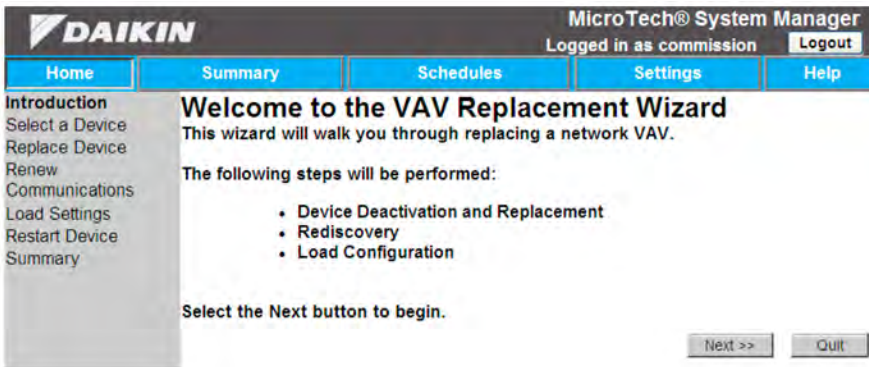 DAIKIN
MicroTech® System Manager
Logged in as commission Logout
Home Summary Schedules Settings Help
Introduction
Select a Device
Replace Device
Renew
Communications
Load Settings
Restart Device
Summary
Welcome to the VAV Replacement Wizard
This wizard will walk you through replacing a network VAV.
The following steps will be performed:
• Device Deactivation and Replacement
• Rediscovery
• Load Configuration
Select the Next button to begin.
Next >> Quit